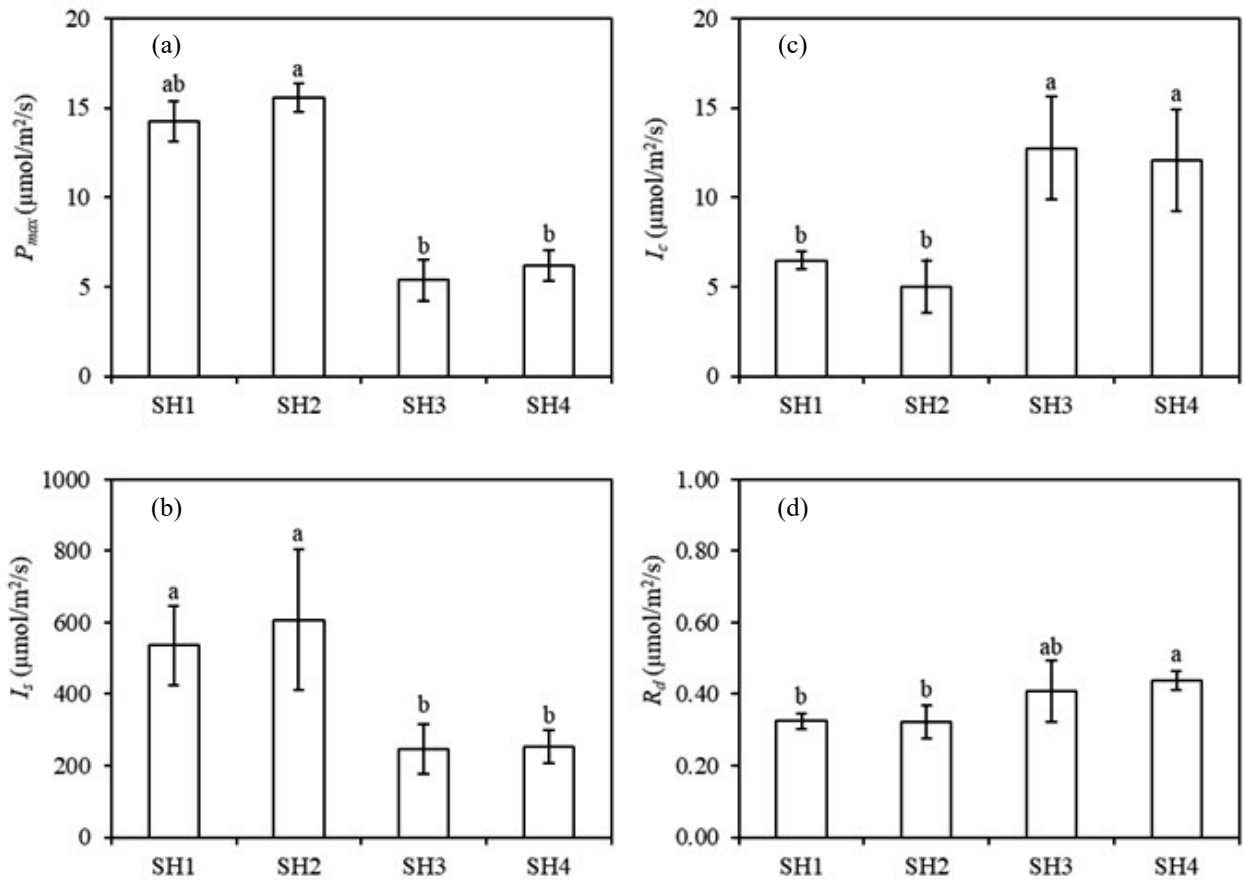 20
(a)
15
10
5
0
ab
a
b
b
P_max (µmol/m²/s)
SH1 SH2 SH3 SH4
20
(c)
15
10
5
0
b
b
a
a
I_c (µmol/m²/s)
SH1 SH2 SH3 SH4
1000
(b)
800
600
400
200
0
a
a
b
b
I_s (µmol/m²/s)
SH1 SH2 SH3 SH4
1.00
(d)
0.80
0.60
0.40
0.20
0.00
b
b
ab
a
R_d (µmol/m²/s)
SH1 SH2 SH3 SH4